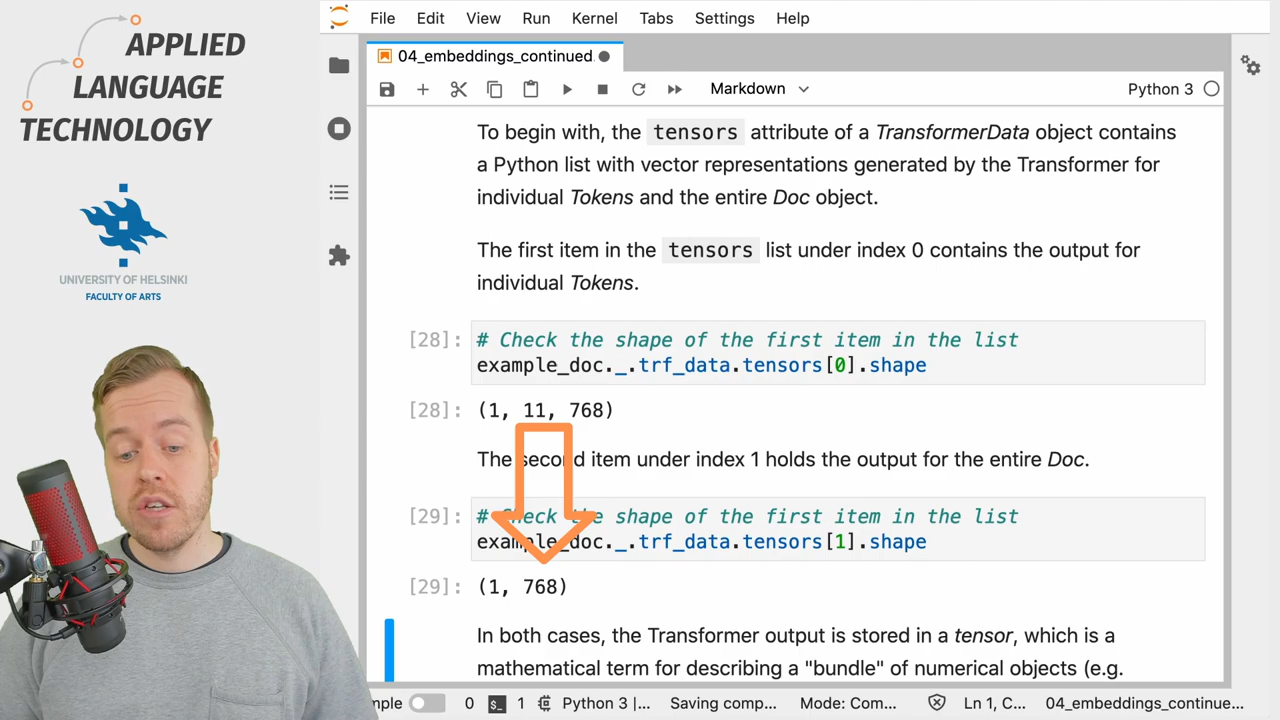 APPLIED
LANGUAGE
TECHNOLOGY
UNIVERSITY OF HELSINKI
FACULTY OF ARTS
File Edit View Run Kernel Tabs Settings Help
04_embeddings_continued
Markdown
Python 3
To begin with, the tensors attribute of a TransformerData object contains
a Python list with vector representations generated by the Transformer for
individual Tokens and the entire Doc object.
The first item in the tensors list under index 0 contains the output for
individual Tokens.
[28]: # Check the shape of the first item in the list
example_doc._.trf_data.tensors[0].shape
[28]: (1, 11, 768)
The second item under index 1 holds the output for the entire Doc.
[29]: # Check the shape of the first item in the list
example_doc._.trf_data.tensors[1].shape
[29]: (1, 768)
In both cases, the Transformer output is stored in a tensor, which is a
mathematical term for describing a "bundle" of numerical objects (e.g.
mple 0 $_ 1 Python 3 |... Saving comp... Mode: Com... Ln 1, C... 04_embeddings_continue...